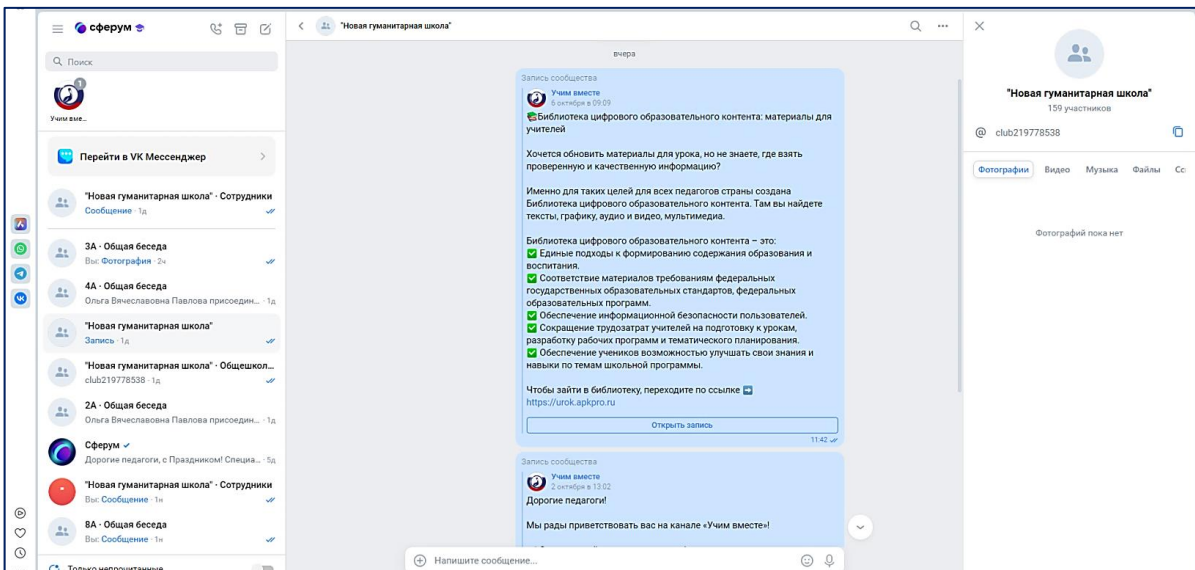 сферум
Поиск
1
Учим вме...
Перейти в VK Мессенджер
"Новая гуманитарная школа" · Сотрудники
Сообщение · 1д
3А · Общая беседа
Вы: Фотография · 2ч
4А · Общая беседа
Ольга Вячеславовна Павлова присоедин... · 1д
"Новая гуманитарная школа"
Запись · 1д
"Новая гуманитарная школа" · Общешкол...
club219778538 · 1д
2А · Общая беседа
Ольга Вячеславовна Павлова присоедин... · 1д
Сферум
Дорогие педагоги, с Праздником! Специа... · 5д
"Новая гуманитарная школа" · Сотрудники
Вы: Сообщение · 1н
8А · Общая беседа
Вы: Сообщение · 1н
Только непрочитанные
"Новая гуманитарная школа"
вчера
Запись сообщества
Учим вместе
6 октября в 09:09
Библиотека цифрового образовательного контента: материалы для
учителей
Хочется обновить материалы для урока, но не знаете, где взять
проверенную и качественную информацию?
Именно для таких целей для всех педагогов страны создана
Библиотека цифрового образовательного контента. Там вы найдете
тексты, графику, аудио и видео, мультимедиа.
Библиотека цифрового образовательного контента – это:
✅ Единые подходы к формированию содержания образования и
воспитания.
✅ Соответствие материалов требованиям федеральных
государственных образовательных стандартов, федеральных
образовательных программ.
✅ Обеспечение информационной безопасности пользователей.
✅ Сокращение трудозатрат учителей на подготовку к урокам,
разработку рабочих программ и тематического планирования.
✅ Обеспечение учеников возможностью улучшать свои знания и
навыки по темам школьной программы.
Чтобы зайти в библиотеку, переходите по ссылке ➡
https://urok.apkpro.ru
Открыть запись
11:42
Запись сообщества
Учим вместе
2 октября в 13:02
Дорогие педагоги!
Мы рады приветствовать вас на канале «Учим вместе»!
Напишите сообщение...
"Новая гуманитарная школа"
159 участников
@ club219778538
Фотографии Видео Музыка Файлы Сс
Фотографий пока нет